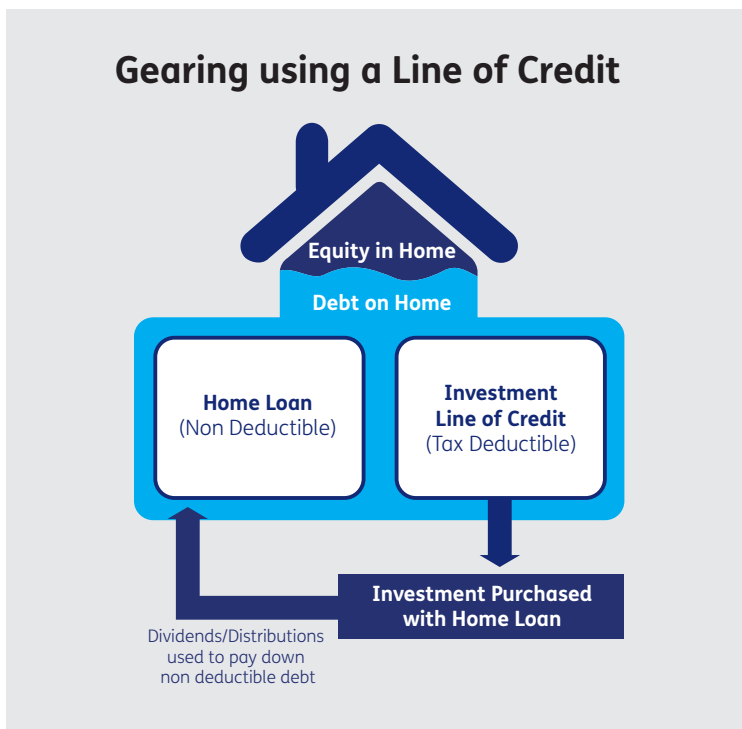 Gearing using a Line of Credit
Equity in Home
Debt on Home
Home Loan
(Non Deductible)
Investment
Line of Credit
(Tax Deductible)
Investment Purchased
with Home Loan
Dividends/Distributions
used to pay down
non deductible debt